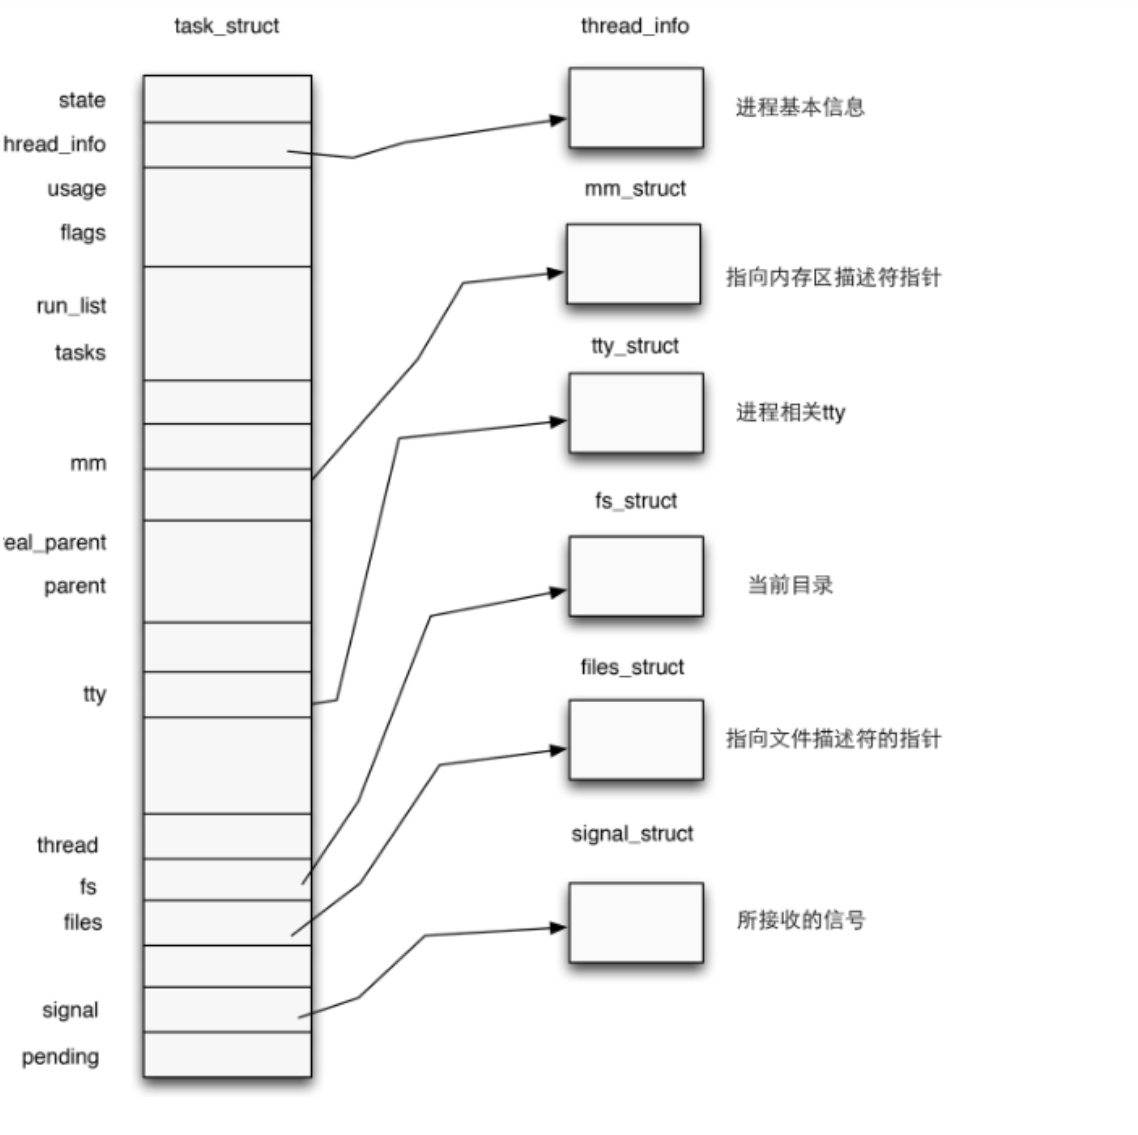 task_struct
thread_info
state
hread_info
进程基本信息
usage
mm_struct
flags
指向内存区描述符指针
run_list
tty_struct
tasks
进程相关tty
mm
fs_struct
eal_parent
parent
当前目录
files_struct
tty
指向文件描述符的指针
signal_struct
thread
fs
files
所接收的信号
signal
pending